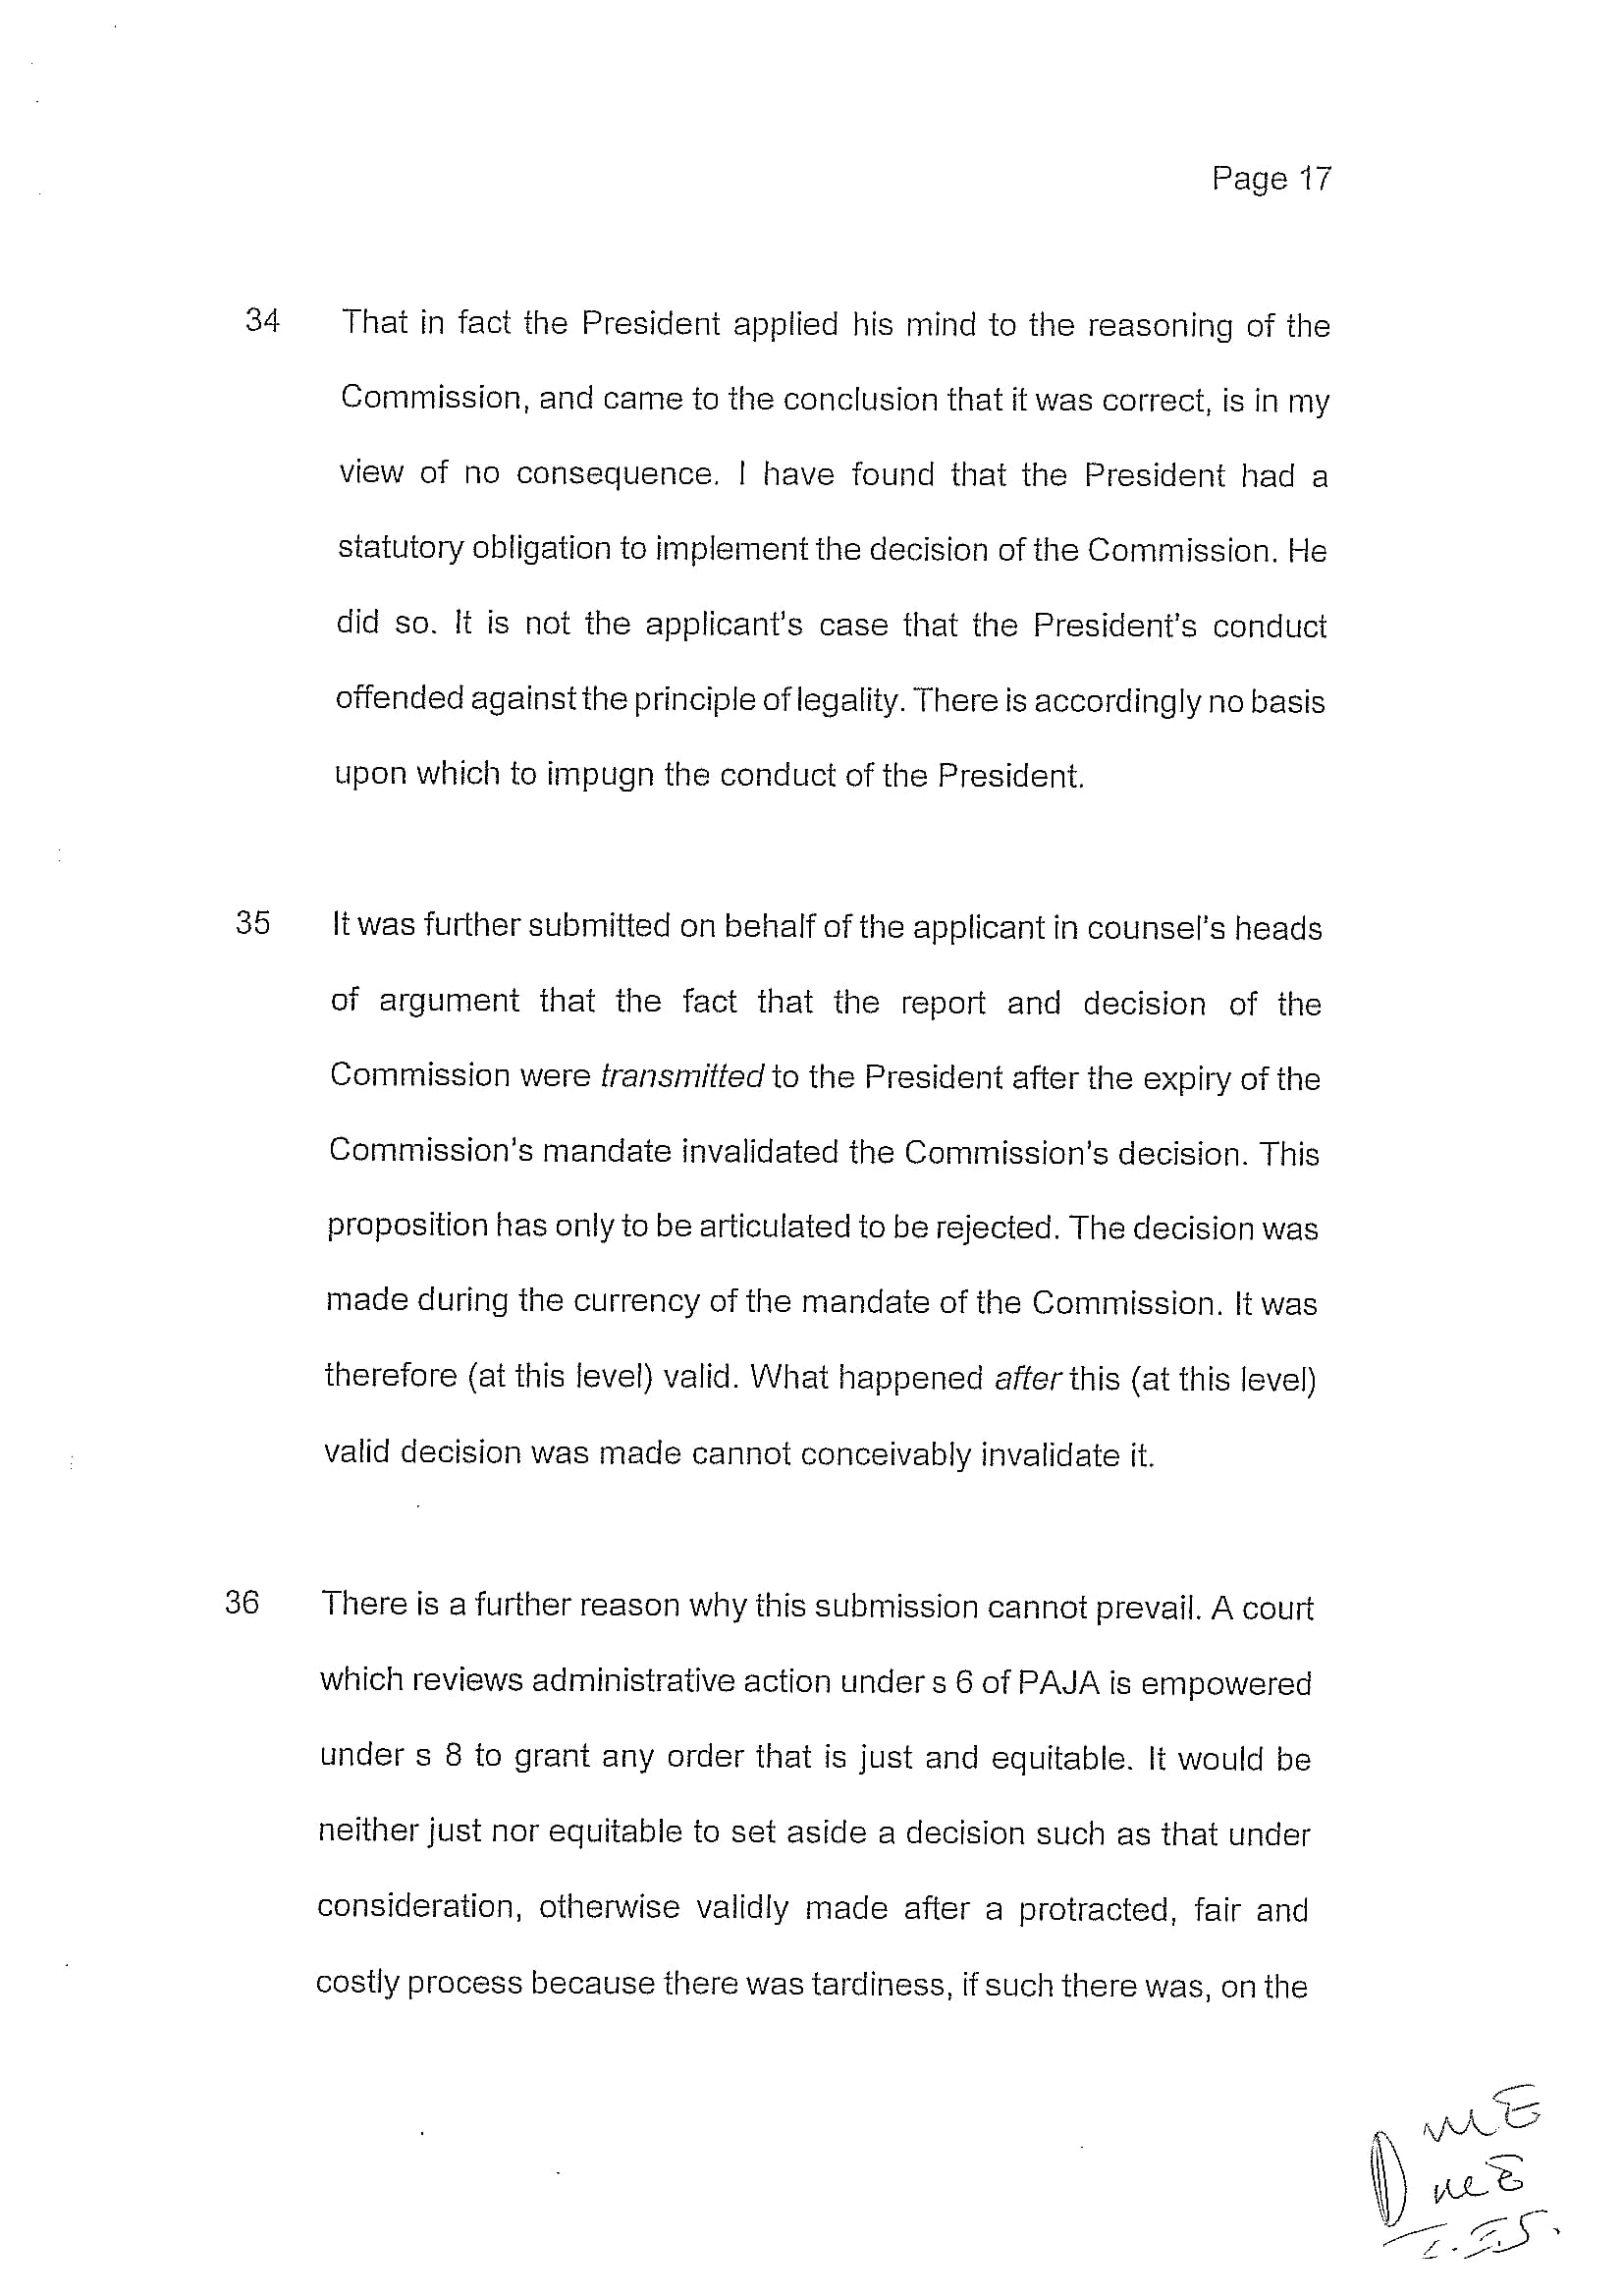 Page 17
34 That in fact the President applied his mind to the reasoning of the
Commission, and came to the conclusion that it was correct, is in my
view of no consequence. I have found that the President had a
statutory obligation to implement the decision of the Commission. He
did so. It is not the applicant's case that the President's conduct
offended against the principle of legality. There is accordingly no basis
upon which to impugn the conduct of the President.
35 It was further submitted on behalf of the applicant in counsel's heads
of argument that the fact that the report and decision of the
Commission were transmitted to the President after the expiry of the
Commission's mandate invalidated the Commission's decision. This
proposition has only to be articulated to be rejected. The decision was
made during the currency of the mandate of the Commission. It was
therefore (at this level) valid. What happened after this (at this level)
valid decision was made cannot conceivably invalidate it.
36 There is a further reason why this submission cannot prevail. A court
which reviews administrative action under s 6 of PAJA is empowered
under s 8 to grant any order that is just and equitable. It would be
neither just nor equitable to set aside a decision such as that under
consideration, otherwise validly made after a protracted, fair and
costly process because there was tardiness, if such there was, on the
ME